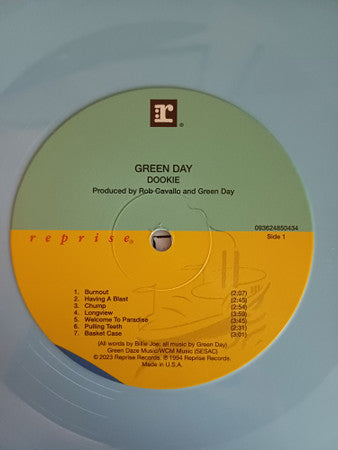 r®
GREEN DAY
DOOKIE
Produced by Rob Cavallo and Green Day
093624850434
Side 1
reprise®
1. Burnout (2:07)
2. Having A Blast (2:45)
3. Chump (2:54)
4. Longview (3:59)
5. Welcome To Paradise (3:45)
6. Pulling Teeth (2:31)
7. Basket Case (3:01)
(All words by Billie Joe; all music by Green Day)
Green Daze Music/WCM Music (SESAC)
© 2023 Reprise Records. ℗ 1994 Reprise Records.
Made in U.S.A.